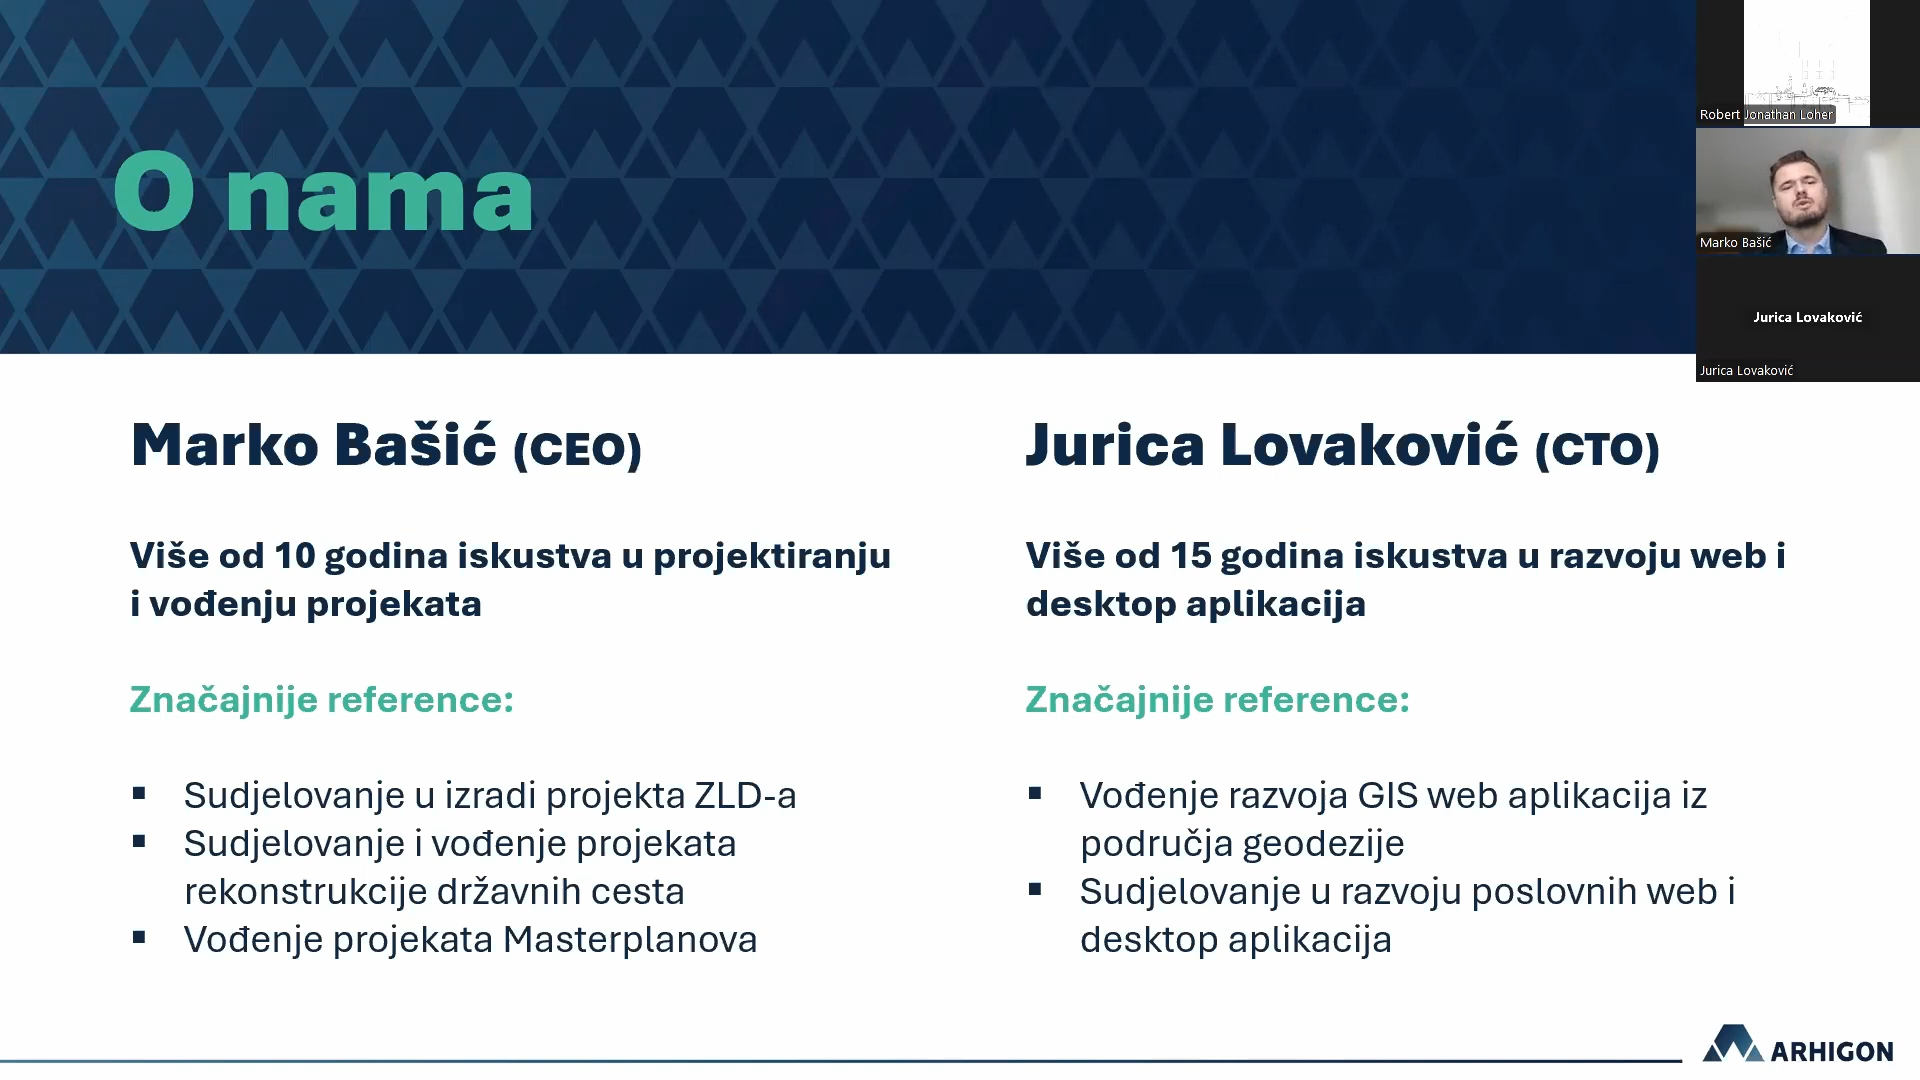 O nama
Robert Jonathan Loher
Marko Bašić
Jurica Lovaković
Jurica Lovaković
Marko Bašić (CEO)
Više od 10 godina iskustva u projektiranju
i vođenju projekata
Značajnije reference:
▪ Sudjelovanje u izradi projekta ZLD-a
▪ Sudjelovanje i vođenje projekata
rekonstrukcije državnih cesta
▪ Vođenje projekata Masterplanova
Jurica Lovaković (CTO)
Više od 15 godina iskustva u razvoju web i
desktop aplikacija
Značajnije reference:
▪ Vođenje razvoja GIS web aplikacija iz
područja geodezije
▪ Sudjelovanje u razvoju poslovnih web i
desktop aplikacija
ARHIGON